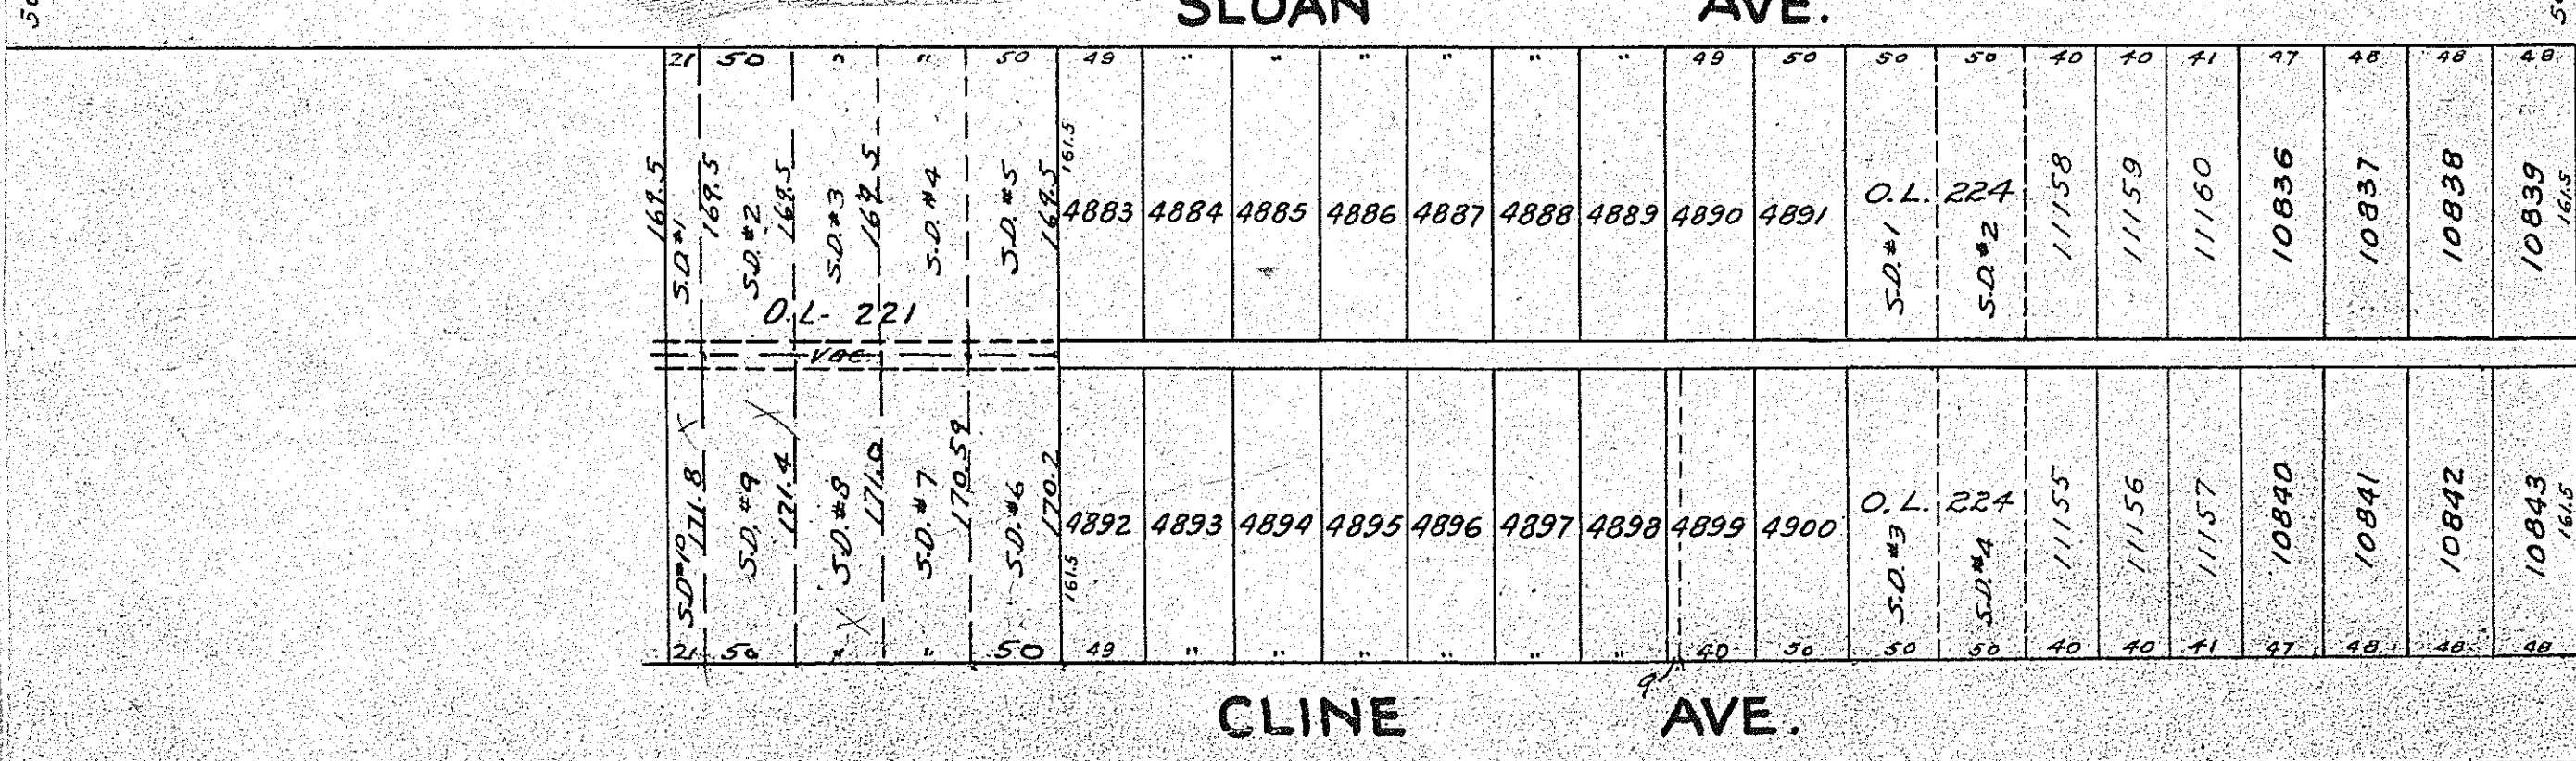 50
SLOAN AVE.
50
21 50 " " 50 49 " " " " " " 49 50 50 50 40 40 41 47 48 48 48
169.5 169.5 169.5 169.5 169.5 161.5
S.D.#1 S.D.#2 S.D.#3 S.D.#4 S.D.#5
4883 4884 4885 4886 4887 4888 4889 4890 4891 O.L. 224 11158 11159 11160 10836 10837 10838 10839
161.5
S.D.#1 S.D.#2
O.L- 221
Vac.
171.8 171.4 171.0 170.59 170.2
S.D.#10 S.D.#9 S.D.#8 S.D.#7 S.D.#6
4892 4893 4894 4895 4896 4897 4898 4899 4900 O.L. 224 11155 11156 11157 10840 10841 10842 10843
161.5 161.5
S.D.#3 S.D.#4
21 50 " " 50 49 " " " " " " 40 50 50 50 40 40 41 47 48 48 48
9'
CLINE AVE.